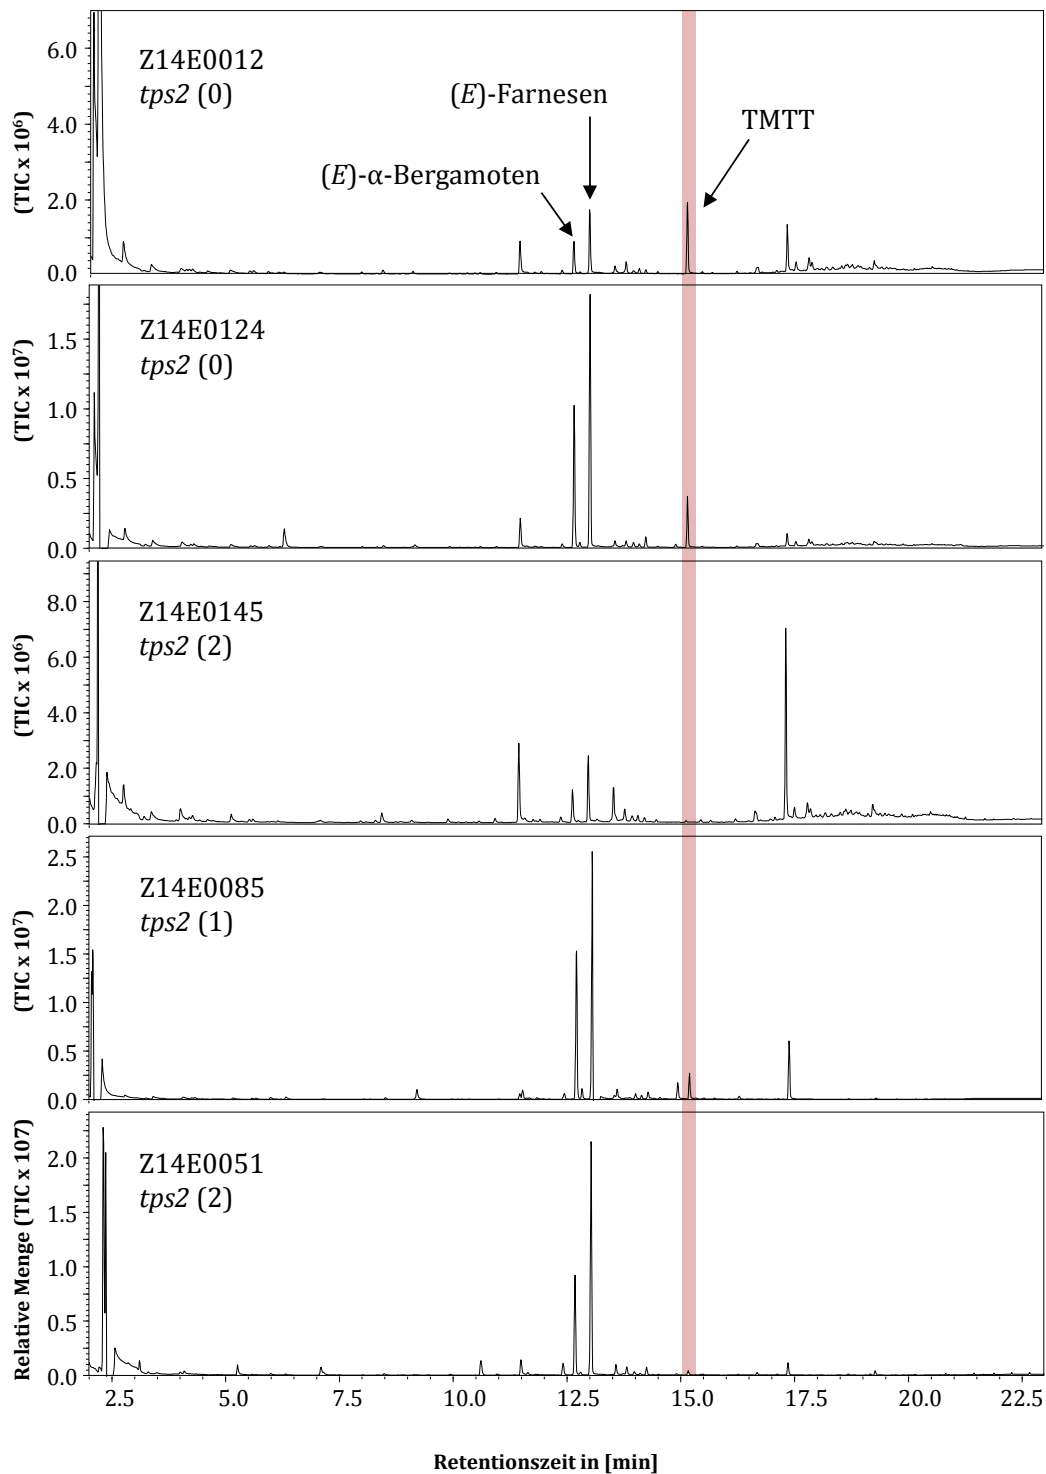 Z14E0012
tps2 (0)
(E)-Farnesen
TMTT
(E)-α-Bergamoten
(TIC x 10⁶)
6.0
4.0
2.0
0.0
Z14E0124
tps2 (0)
(TIC x 10⁷)
1.5
1.0
0.5
0.0
Z14E0145
tps2 (2)
(TIC x 10⁶)
8.0
6.0
4.0
2.0
0.0
Z14E0085
tps2 (1)
(TIC x 10⁷)
2.5
2.0
1.5
1.0
0.5
0.0
Z14E0051
tps2 (2)
Relative Menge (TIC x 107)
2.0
1.5
1.0
0.5
0.0
2.5 5.0 7.5 10.0 12.5 15.0 17.5 20.0 22.5
Retentionszeit in [min]